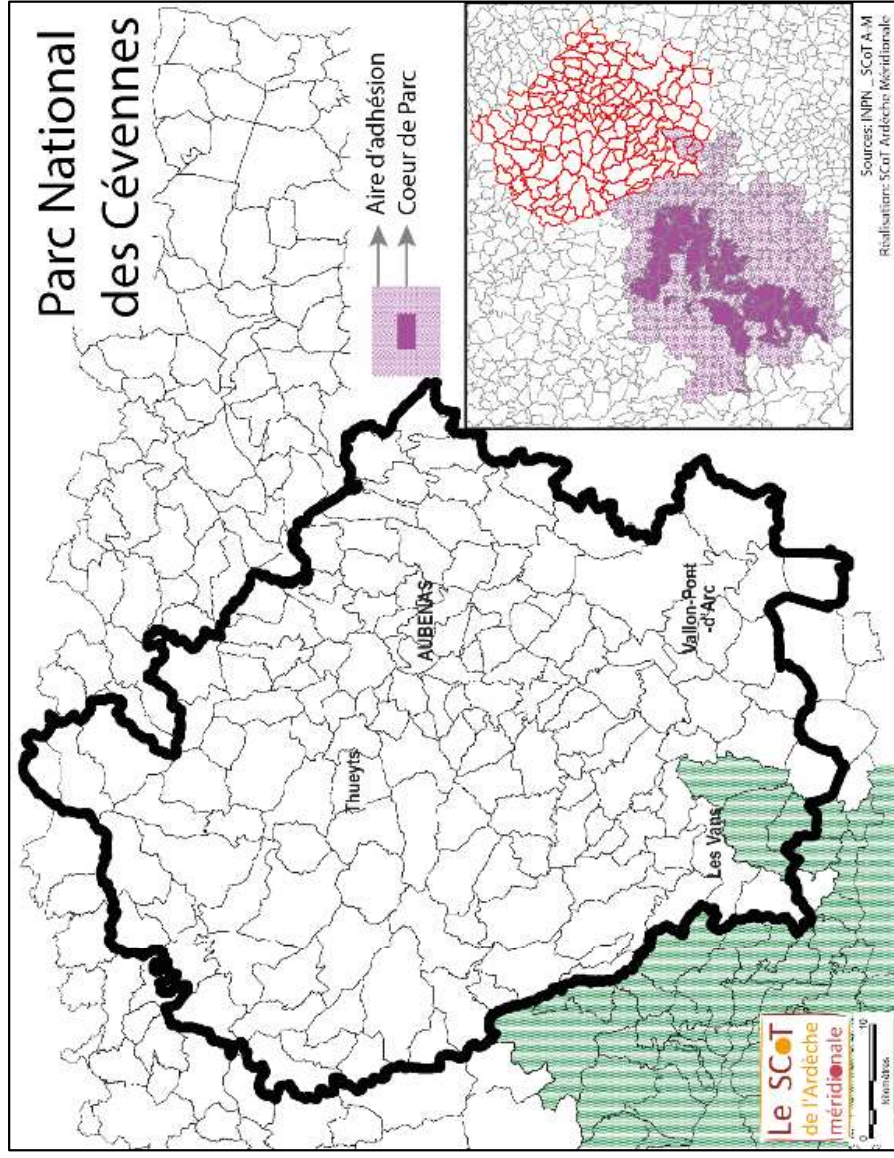 Parc National
des Cévennes
Aire d'adhésion
Coeur de Parc
Thueyts
AUBENAS
Vallon-Pont
-d'Arc
Les Vans
Le SCoT
de l'Ardèche
méridionale
0 10
kilomètres
Sources: INPN _ SCoT A-M
Réalisation: SCoT Ardèche Méridionale